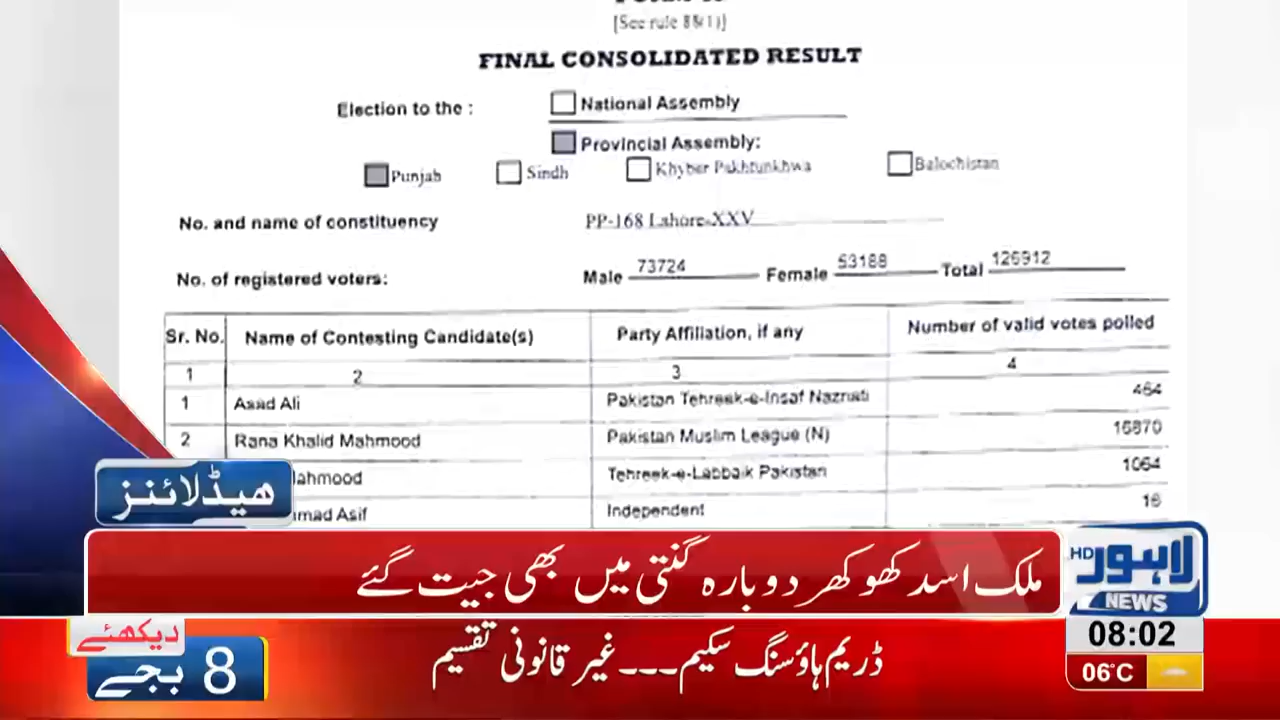 [See rule 88(1)]
FINAL CONSOLIDATED RESULT
Election to the :
National Assembly
Provincial Assembly:
Punjab Sindh Khyber Pakhtunkhwa Balochistan
No. and name of constituency PP-168 Lahore-XXV
No. of registered voters: Male 73724 Female 53188 Total 126912
Sr. No. Name of Contesting Candidate(s) Party Affiliation, if any Number of valid votes polled
1 2 3 4
1 Asad Ali Pakistan Tehreek-e-Insaf Nazriati 464
2 Rana Khalid Mahmood Pakistan Muslim League (N) 16870
Mahmood Tehreek-e-Labbaik Pakistan 1064
Asif Independent 16
ھیڈلائنز
ملک اسد کھوکھر دوبارہ گنتی میں بھی جیت گئے
HD لاہور
NEWS
08:02
06°C
دیکھئے
8 بجے
ڈریم ہاؤسنگ سکیم۔۔۔غیر قانونی تقسیم